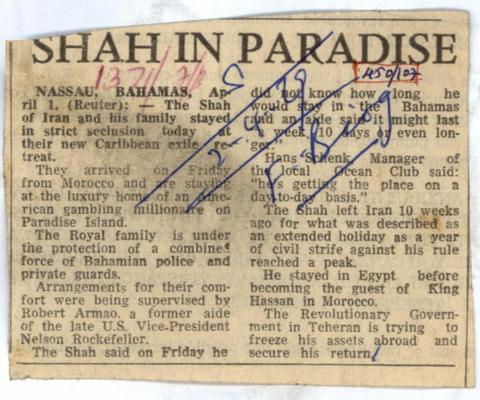 SHAH IN PARADISE
1371/7/8
450/107
2-4-79
NASSAU, BAHAMAS, Ap-
ril 1, (Reuter): — The Shah
of Iran and his family stayed
in strict seclusion today at
their new Caribbean exile re-
treat.
They arrived on Friday
from Morocco and are staying
at the luxury home of an Ame-
rican gambling millionaire on
Paradise Island.
The Royal family is under
the protection of a combined
force of Bahamian police and
private guards.
Arrangements for their com-
fort were being supervised by
Robert Armao, a former aide
of the late U.S. Vice-President
Nelson Rockefeller.
The Shah said on Friday he
did not know how long he
would stay in the Bahamas
and an aide said it might last
a week, 10 days or even lon-
ger."
Hans Schenk, Manager of
the local Ocean Club said:
"he's getting the place on a
day-to-day basis."
The Shah left Iran 10 weeks
ago for what was described as
an extended holiday as a year
of civil strife against his rule
reached a peak.
He stayed in Egypt before
becoming the guest of King
Hassan in Morocco.
The Revolutionary Govern-
ment in Tcheran is trying to
freeze his assets abroad and
secure his return.